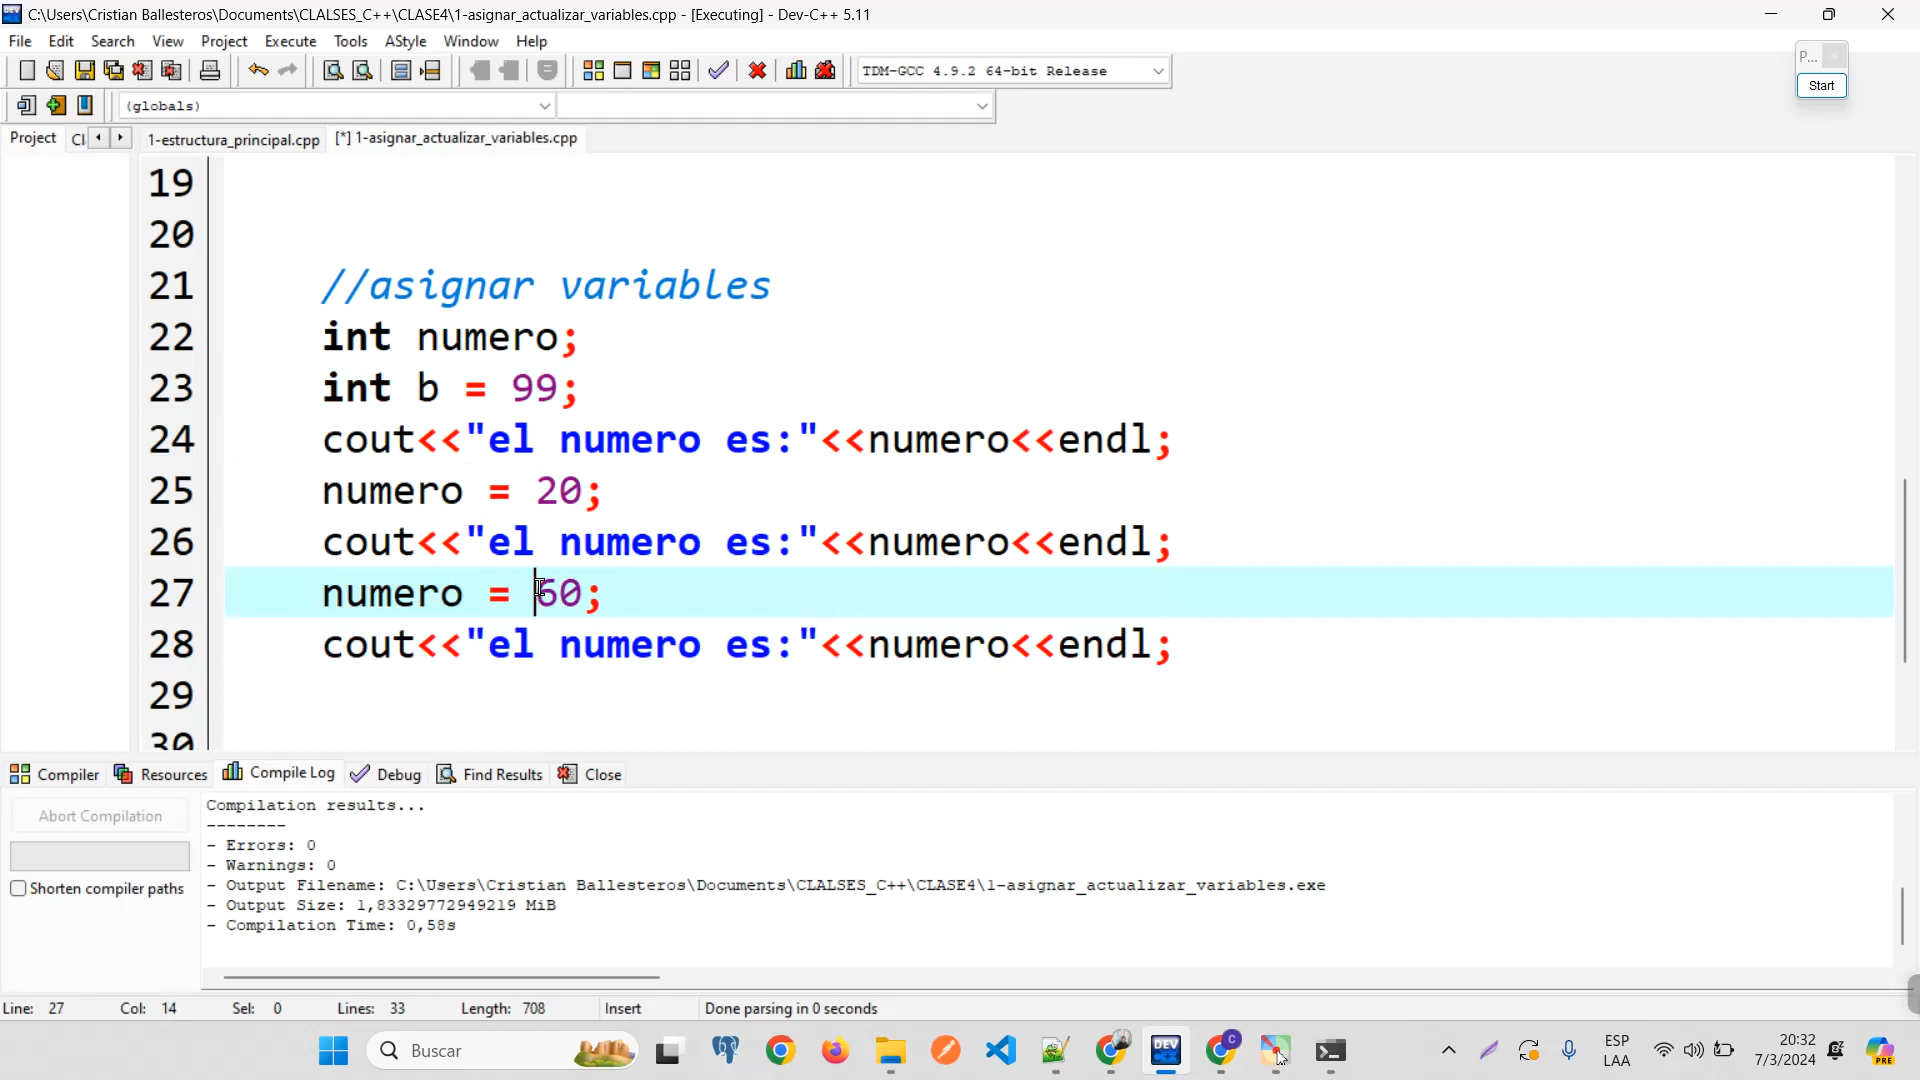 C:\Users\Cristian Ballesteros\Documents\CLALSES_C++\CLASE4\1-asignar_actualizar_variables.cpp - [Executing] - Dev-C++ 5.11
File Edit Search View Project Execute Tools AStyle Window Help
P...
TDM-GCC 4.9.2 64-bit Release
Start
(globals)
Project Cl 1-estructura_principal.cpp [*] 1-asignar_actualizar_variables.cpp
19
20
21 //asignar variables
22 int numero;
23 int b = 99;
24 cout<<"el numero es:"<<numero<<endl;
25 numero = 20;
26 cout<<"el numero es:"<<numero<<endl;
27 numero = 60;
28 cout<<"el numero es:"<<numero<<endl;
29
30
Compiler Resources Compile Log Debug Find Results Close
Abort Compilation
Shorten compiler paths
Compilation results...
--------
- Errors: 0
- Warnings: 0
- Output Filename: C:\Users\Cristian Ballesteros\Documents\CLALSES_C++\CLASE4\1-asignar_actualizar_variables.exe
- Output Size: 1,83329772949219 MiB
- Compilation Time: 0,58s
Line: 27 Col: 14 Sel: 0 Lines: 33 Length: 708 Insert Done parsing in 0 seconds
Buscar
DEV
C
ESP
LAA
20:32
7/3/2024
PRE